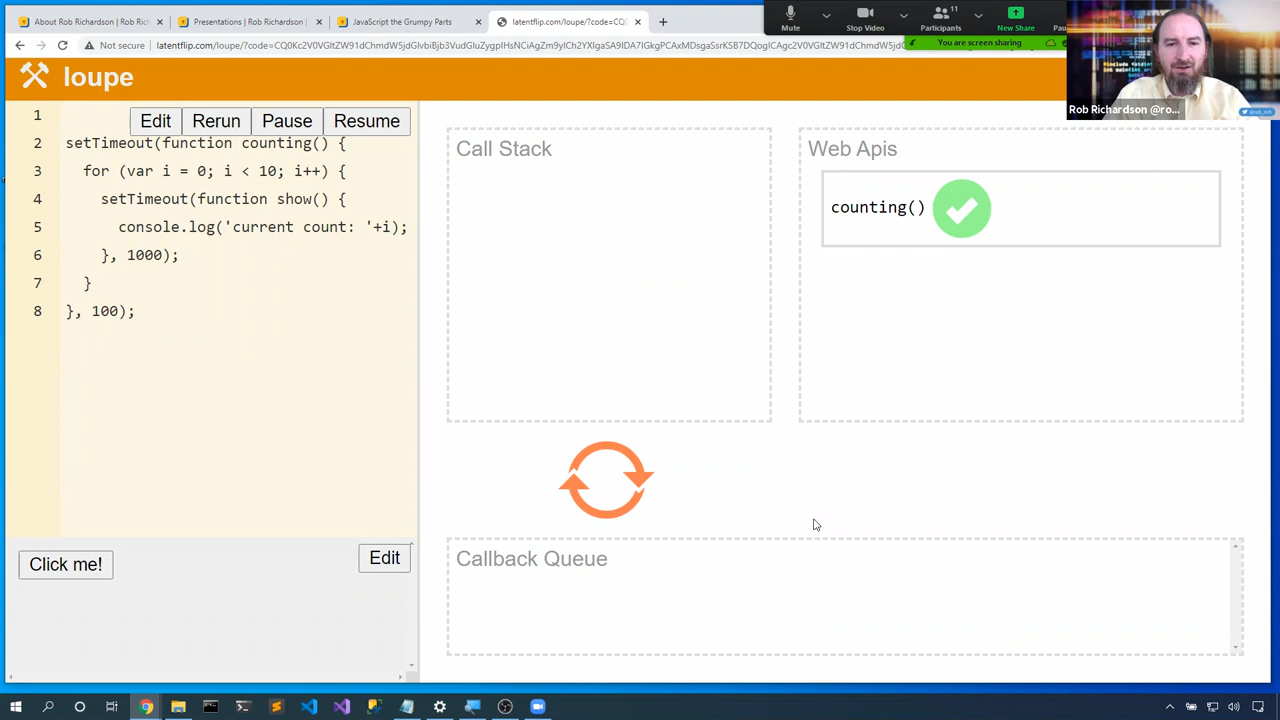 About Rob Richardson | Rob Rich
Presentations | Rob Richardson
JavaScript the Grumpy Parts
latentflip.com/loupe/?code=CQ
Mute
Stop Video
11
Participants
New Share
You are screen sharing
Not secure
loupe
Rob Richardson @ro...
Edit
Rerun
Pause
Resume
1
2 setTimeout(function counting() {
3 for (var i = 0; i < 10; i++) {
4 setTimeout(function show() {
5 console.log('current count: '+i);
6 }, 1000);
7 }
8 }, 100);
Call Stack
Web Apis
counting()
Click me!
Edit
Callback Queue